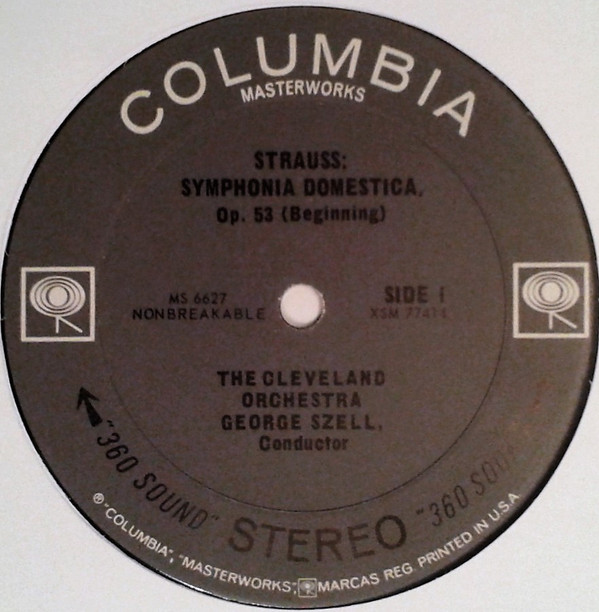 COLUMBIA
MASTERWORKS
STRAUSS:
SYMPHONIA DOMESTICA,
Op. 53 (Beginning)
MS 6627
NONBREAKABLE
SIDE 1
THE CLEVELAND
ORCHESTRA
GEORGE SZELL,
Conductor
"360 SOUND" STEREO "360
℗ "COLUMBIA", "MASTERWORKS", MARCAS REG. PRINTED IN U.S.A.